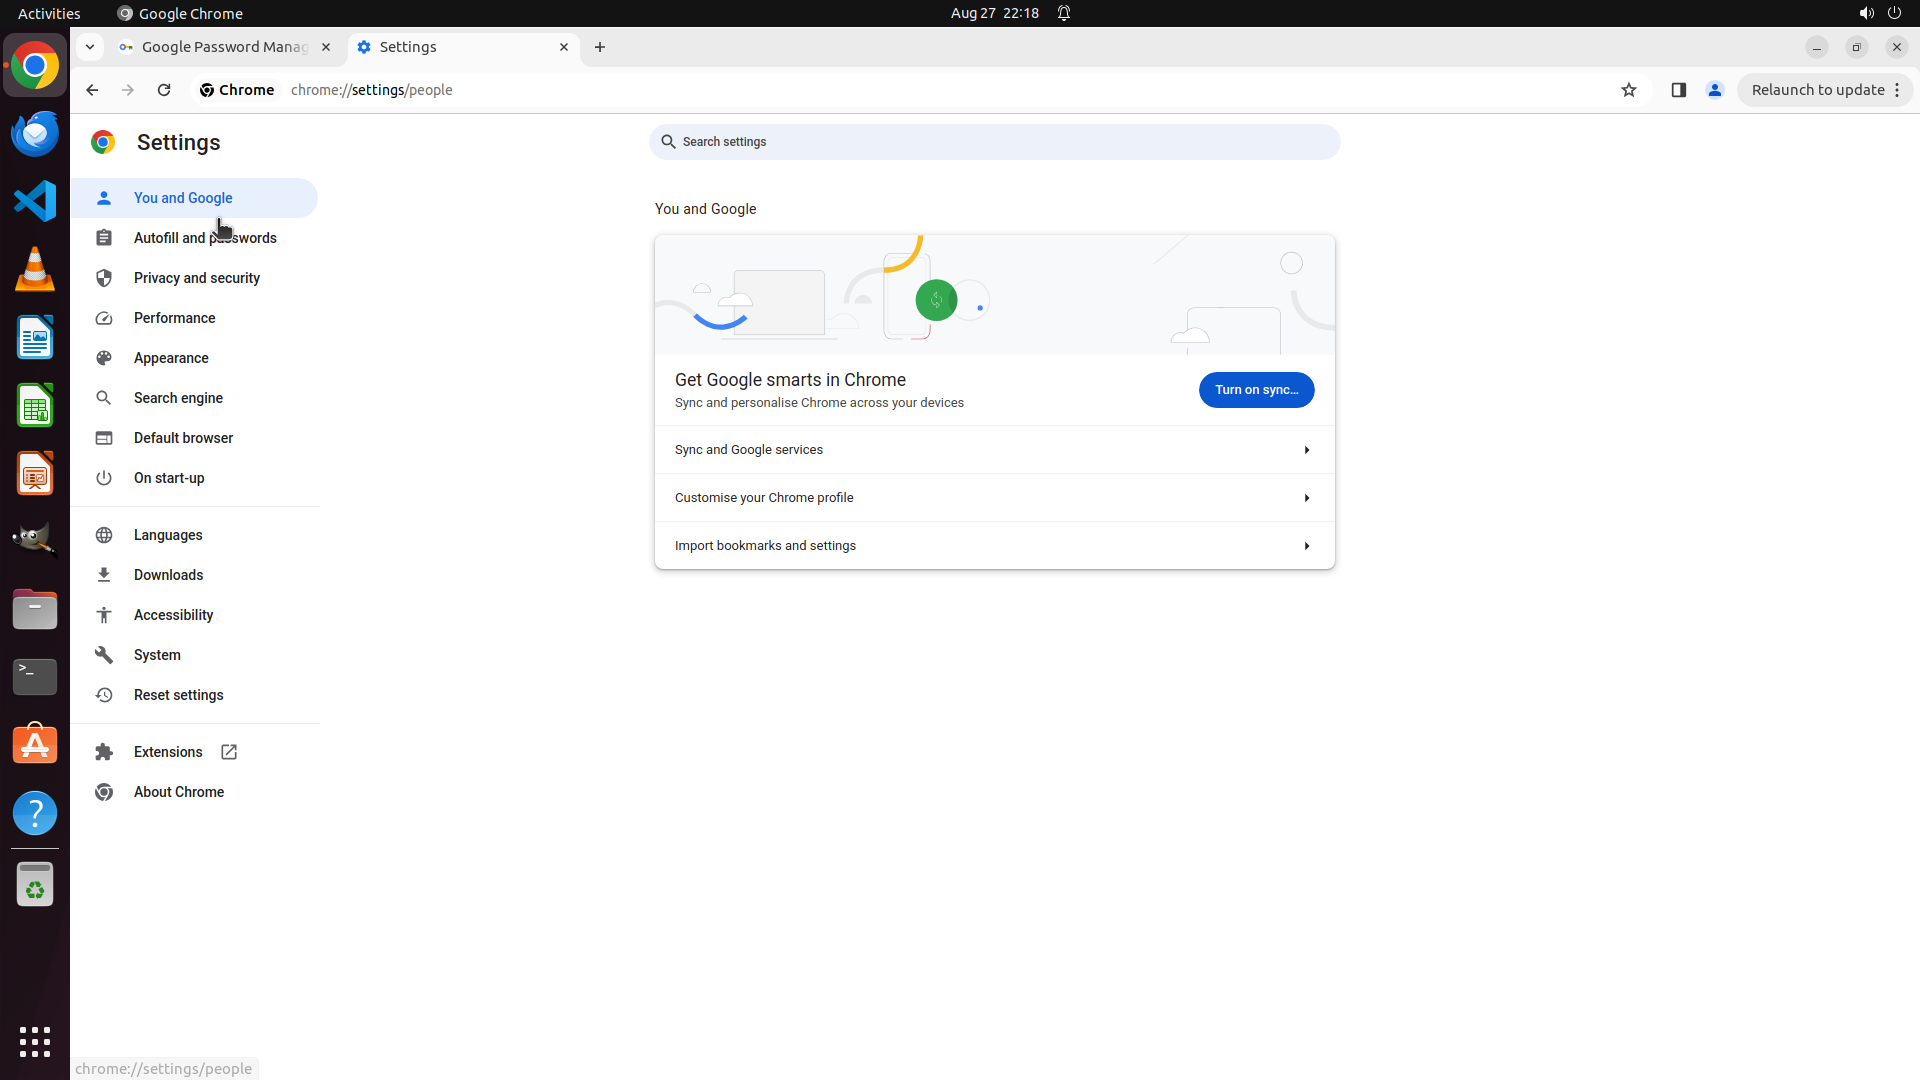 Activities
Google Chrome
Aug 27 22:18
Google Password Manag
Settings
Chrome
chrome://settings/people
Relaunch to update
Settings
Search settings
You and Google
Autofill and passwords
Privacy and security
Performance
Appearance
Search engine
Default browser
On start-up
Languages
Downloads
Accessibility
System
Reset settings
Extensions
About Chrome
You and Google
Get Google smarts in Chrome
Sync and personalise Chrome across your devices
Turn on sync...
Sync and Google services
Customise your Chrome profile
Import bookmarks and settings
chrome://settings/people